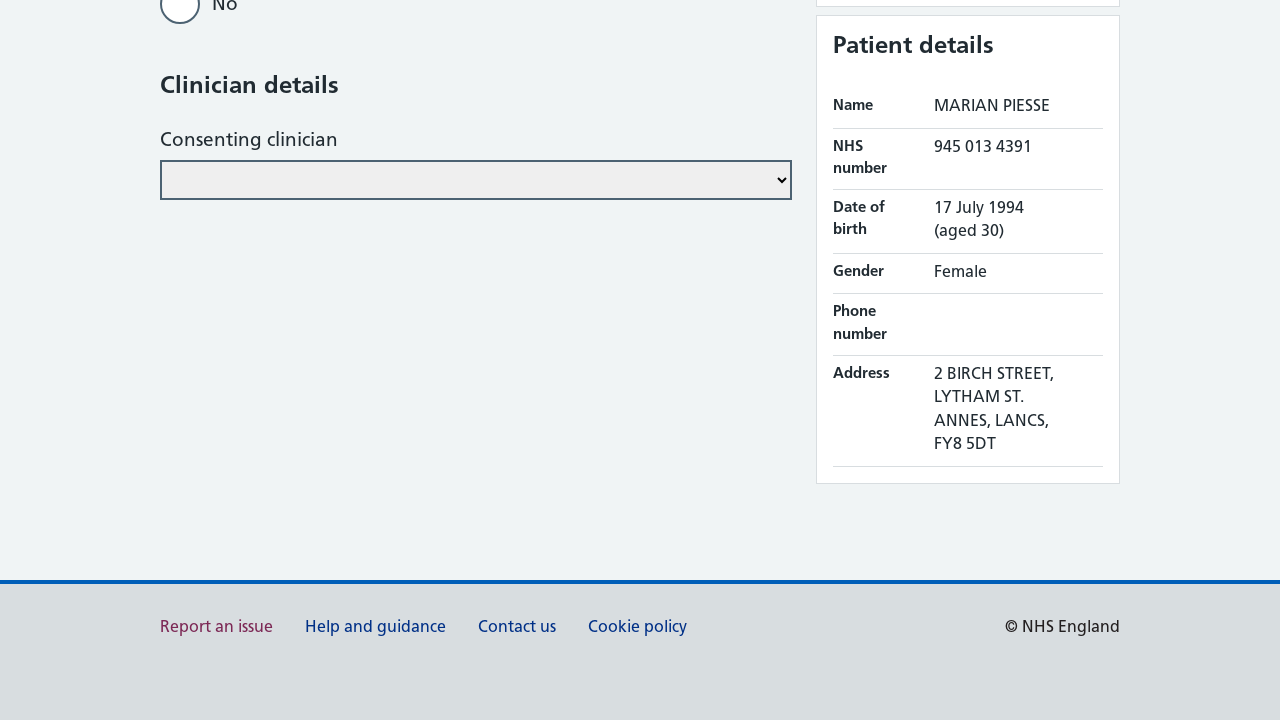 No
Clinician details
Consenting clinician
Patient details
Name MARIAN PIESSE
NHS number 945 013 4391
Date of birth 17 July 1994 (aged 30)
Gender Female
Phone number
Address 2 BIRCH STREET,
LYTHAM ST.
ANNES, LANCS,
FY8 5DT
Report an issue Help and guidance Contact us Cookie policy © NHS England